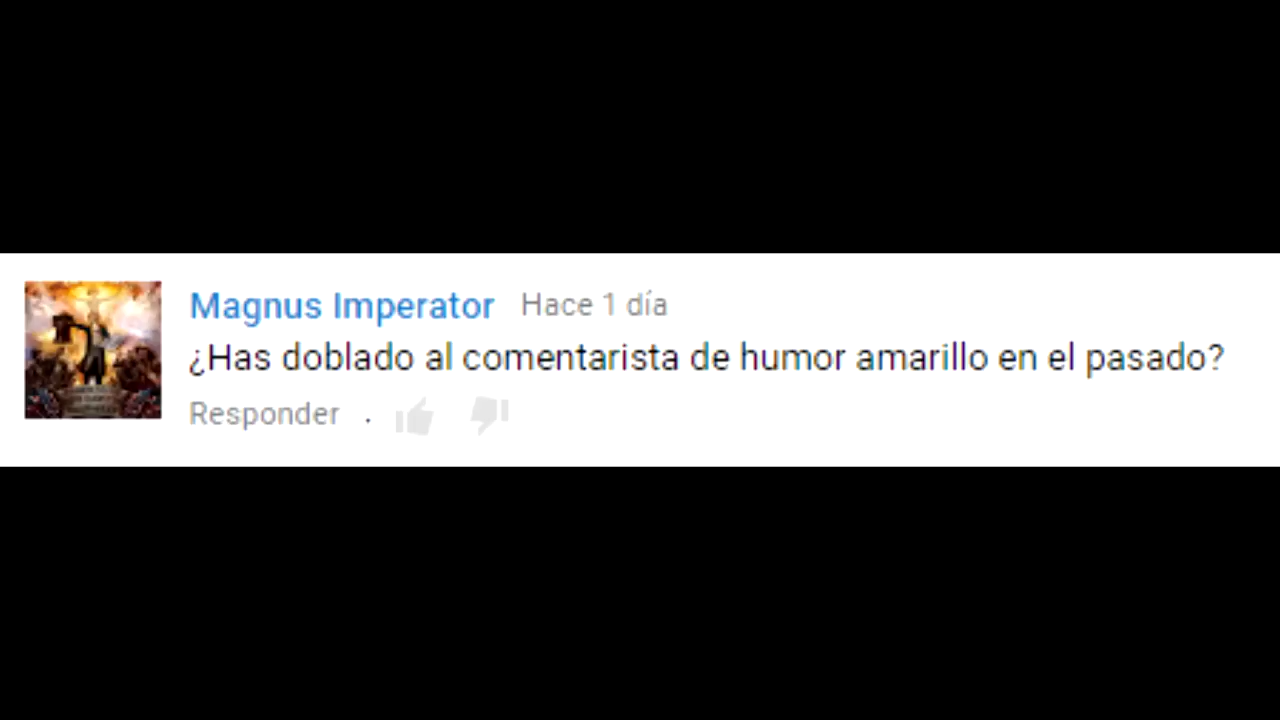 Magnus Imperator Hace 1 día
¿Has doblado al comentarista de humor amarillo en el pasado?
Responder .